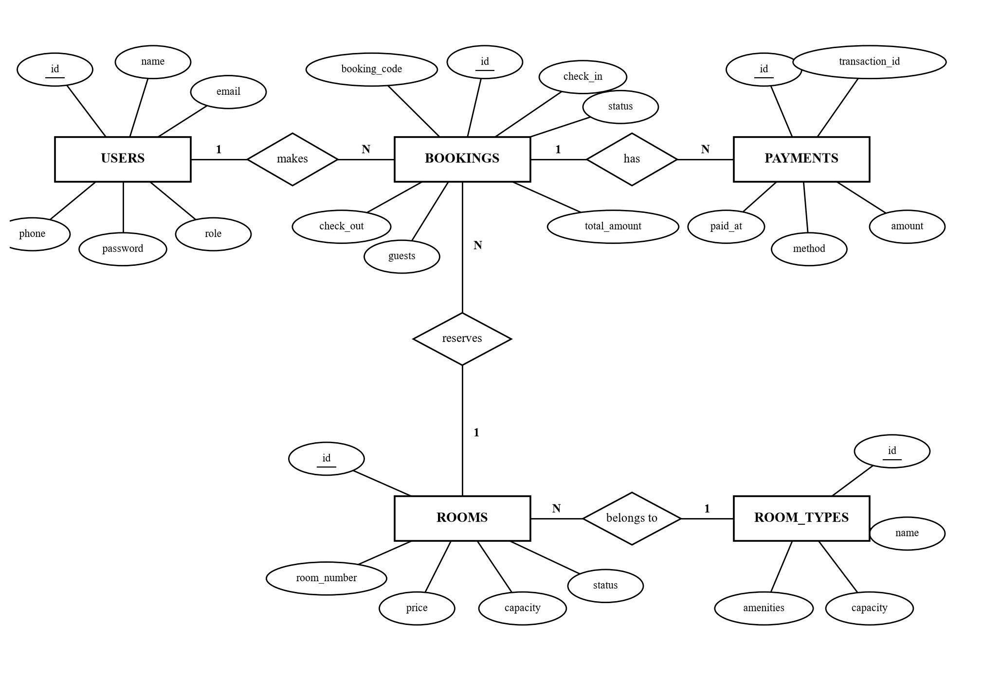 id
name
email
booking_code
id
check_in
status
id
transaction_id
USERS
1
makes
N
BOOKINGS
1
has
N
PAYMENTS
phone
password
role
check_out
guests
N
total_amount
paid_at
method
amount
reserves
1
id
id
ROOMS
N
belongs to
1
ROOM_TYPES
name
room_number
price
capacity
status
amenities
capacity